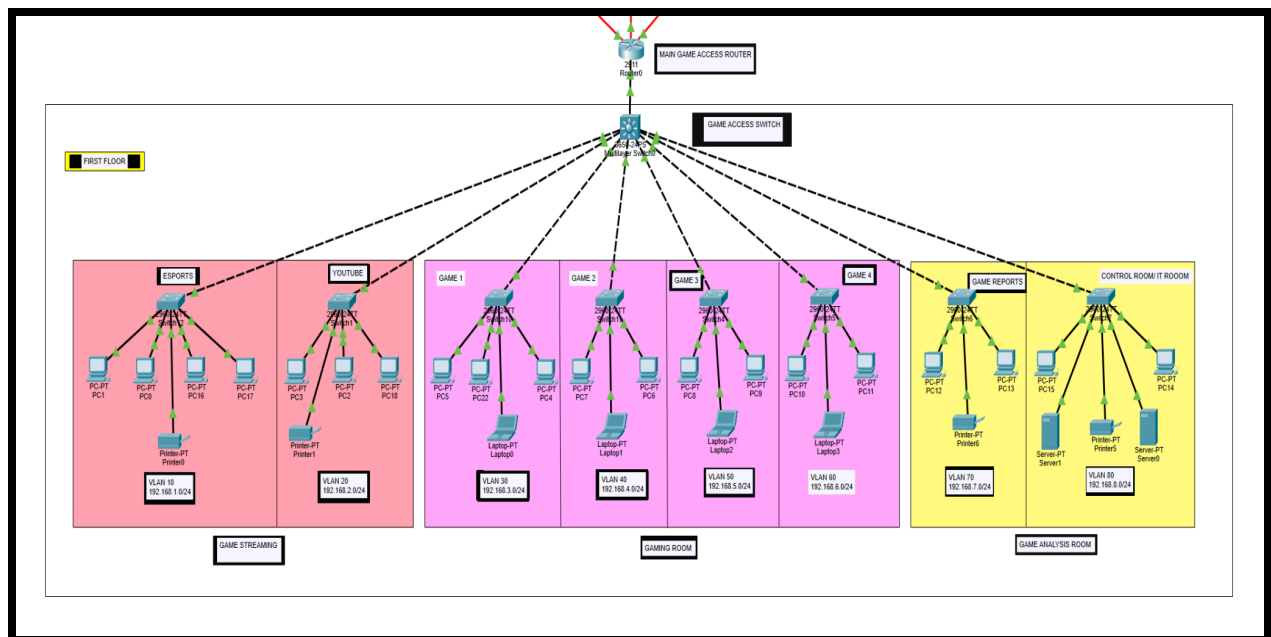 2911
Router0
MAIN GAME ACCESS ROUTER
GAME ACCESS SWITCH
Multilayer Switch0
FIRST FLOOR
ESPORTS
YOUTUBE
GAME 1
GAME 2
GAME 3
GAME 4
GAME REPORTS
CONTROL ROOM/ IT ROOOM
Switch1
Switch4
Switch5
Switch6
PC-PT
PC1
PC-PT
PC0
PC-PT
PC16
PC-PT
PC17
PC-PT
PC3
PC-PT
PC2
PC-PT
PC18
PC-PT
PC5
PC-PT
PC22
PC-PT
PC4
PC-PT
PC7
PC-PT
PC6
PC-PT
PC8
PC-PT
PC9
PC-PT
PC10
PC-PT
PC11
PC-PT
PC12
PC-PT
PC13
PC-PT
PC15
PC-PT
PC14
Printer-PT
Printer0
Printer-PT
Printer1
Laptop-PT
Laptop0
Laptop-PT
Laptop1
Laptop-PT
Laptop2
Laptop-PT
Laptop3
Printer-PT
Printer6
Server-PT
Server1
Printer-PT
Printer5
Server-PT
Server0
VLAN 10
192.168.1.0/24
VLAN 20
192.168.2.0/24
VLAN 30
192.168.3.0/24
VLAN 40
192.168.4.0/24
VLAN 50
192.168.5.0/24
VLAN 60
192.168.6.0/24
VLAN 70
192.168.7.0/24
VLAN 80
192.168.8.0/24
GAME STREAMING
GAMING ROOM
GAME ANALYSIS ROOM